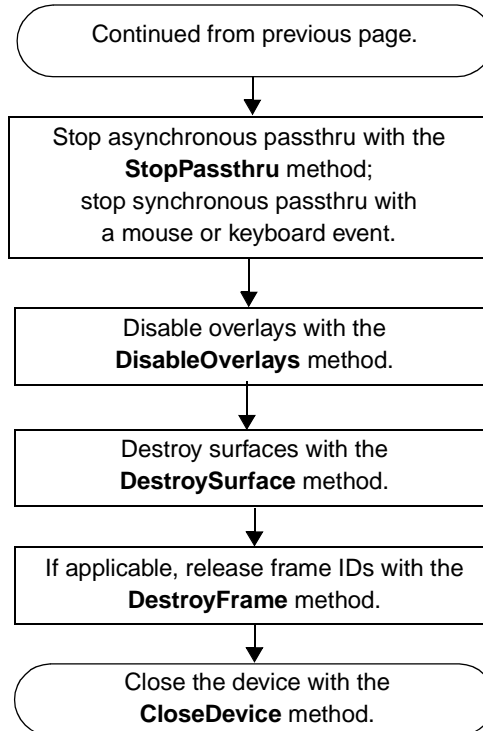 Continued from previous page.
Stop asynchronous passthru with the
StopPassthru method;
stop synchronous passthru with
a mouse or keyboard event.
Disable overlays with the
DisableOverlays method.
Destroy surfaces with the
DestroySurface method.
If applicable, release frame IDs with the
DestroyFrame method.
Close the device with the
CloseDevice method.